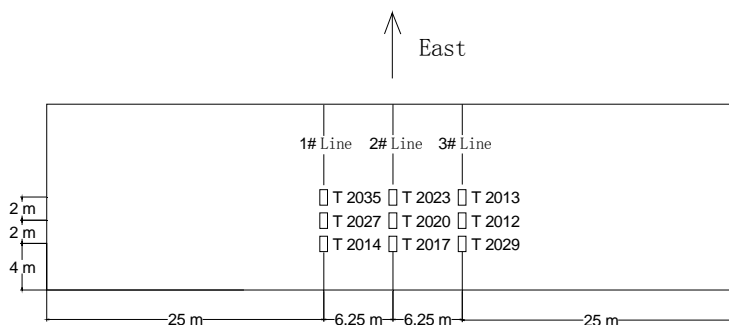 East
1# Line 2# Line 3# Line
T 2035 T 2023 T 2013
2 m
T 2027 T 2020 T 2012
2 m
T 2014 T 2017 T 2029
4 m
25 m 6.25 m 6.25 m 25 m